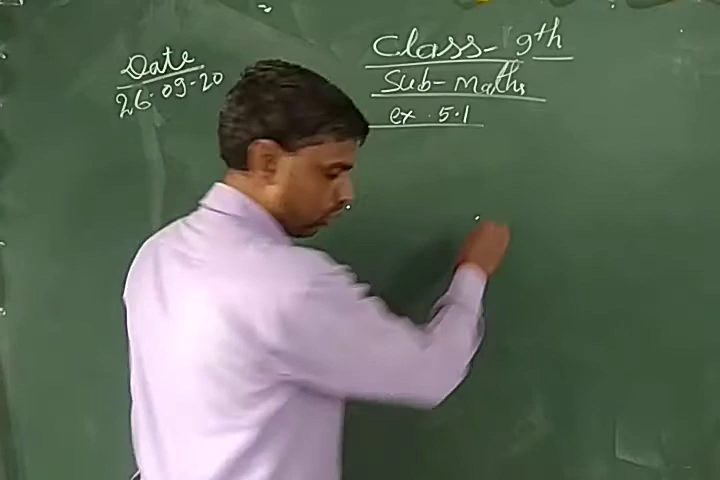 Date
26.09-20
Class- 9th
Sub- Maths
ex. 5.1